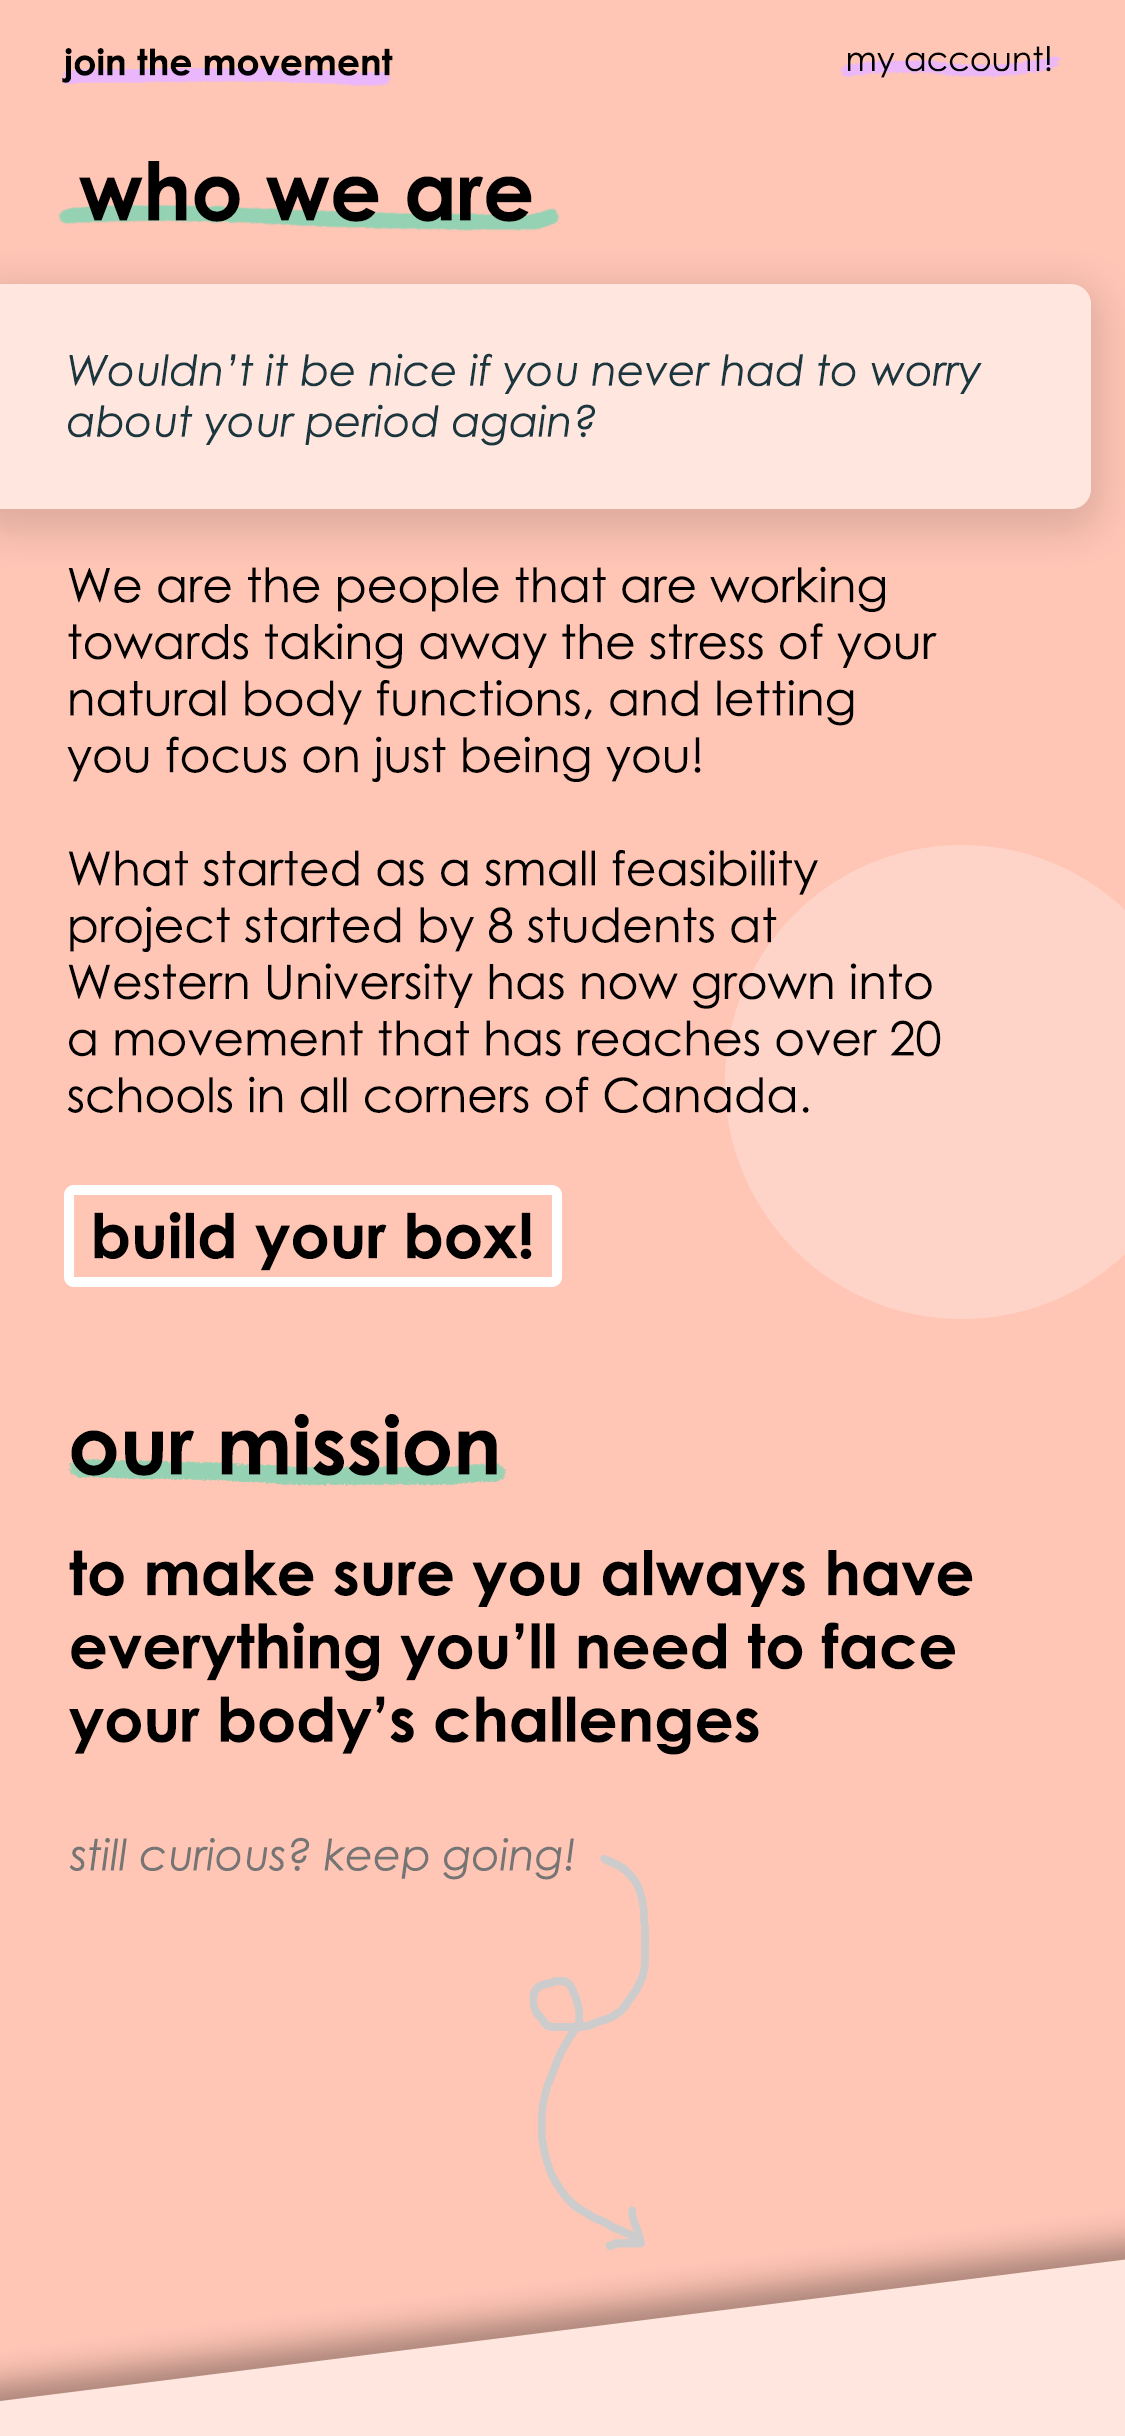 join the movement
my account!
who we are
Wouldn’t it be nice if you never had to worry
about your period again?
We are the people that are working
towards taking away the stress of your
natural body functions, and letting
you focus on just being you!
What started as a small feasibility
project started by 8 students at
Western University has now grown into
a movement that has reaches over 20
schools in all corners of Canada.
build your box!
our mission
to make sure you always have
everything you’ll need to face
your body’s challenges
still curious? keep going!